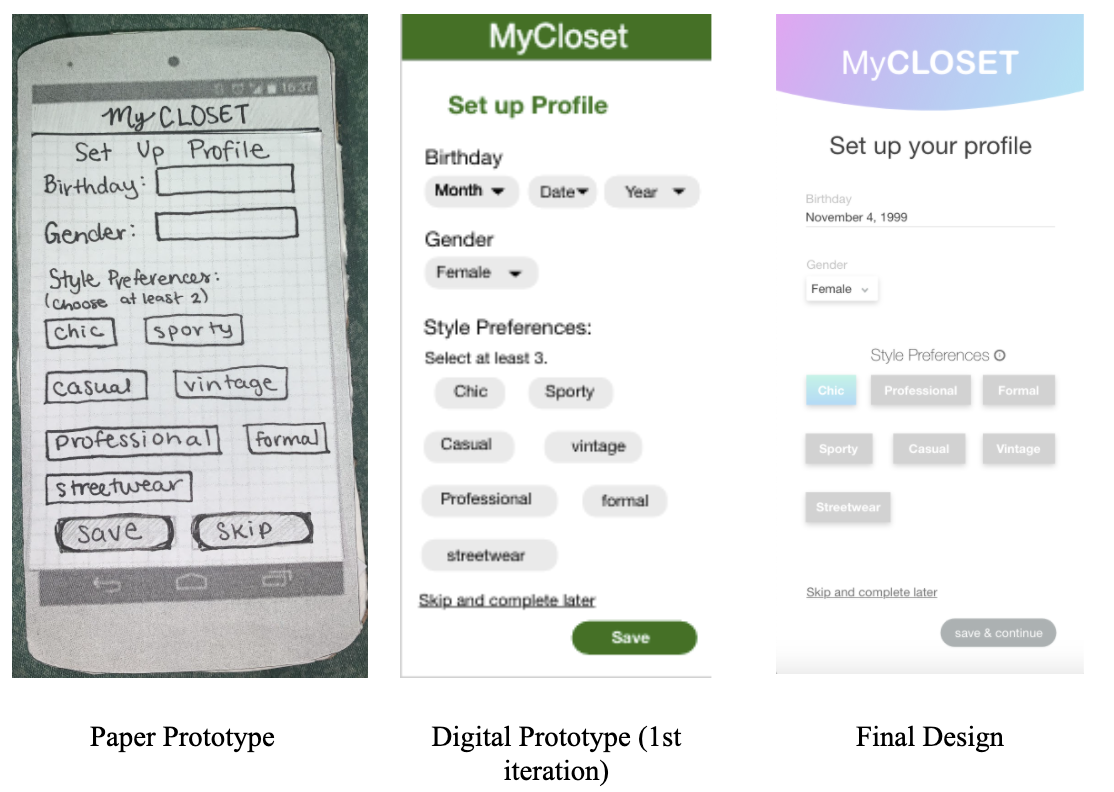 16:37
My CLOSET
Set Up Profile
Birthday:
Gender:
Style Preferences:
(choose at least 2)
chic sporty
casual vintage
professional formal
streetwear
save SKIP
MyCloset
Set up Profile
Birthday
Month Date Year
Gender
Female
Style Preferences:
Select at least 3.
Chic Sporty
Casual vintage
Professional formal
streetwear
Skip and complete later
Save
MyCLOSET
Set up your profile
Birthday
November 4, 1999
Gender
Female
Style Preferences
Chic Professional Formal
Sporty Casual Vintage
Streetwear
Skip and complete later
save & continue
Paper Prototype
Digital Prototype (1st
iteration)
Final Design